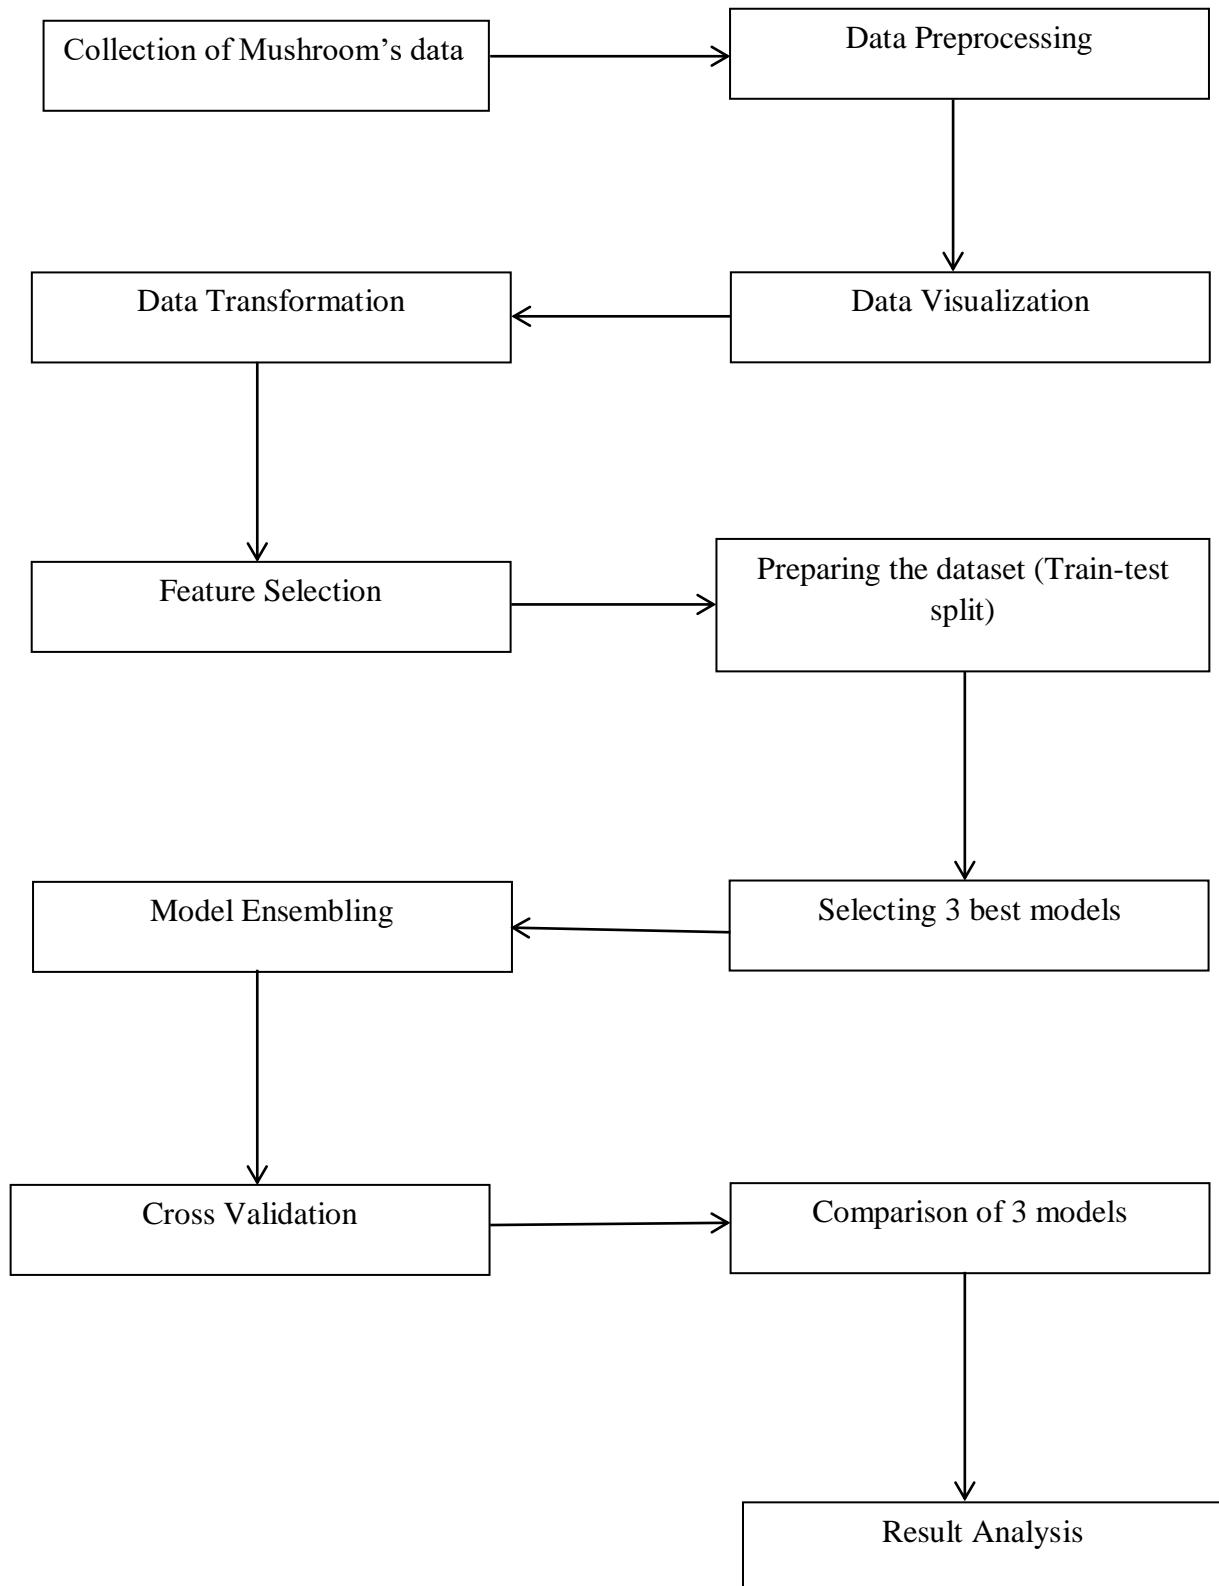 Collection of Mushroom’s data
Data Preprocessing
Data Visualization
Data Transformation
Feature Selection
Preparing the dataset (Train-test
split)
Selecting 3 best models
Model Ensembling
Cross Validation
Comparison of 3 models
Result Analysis